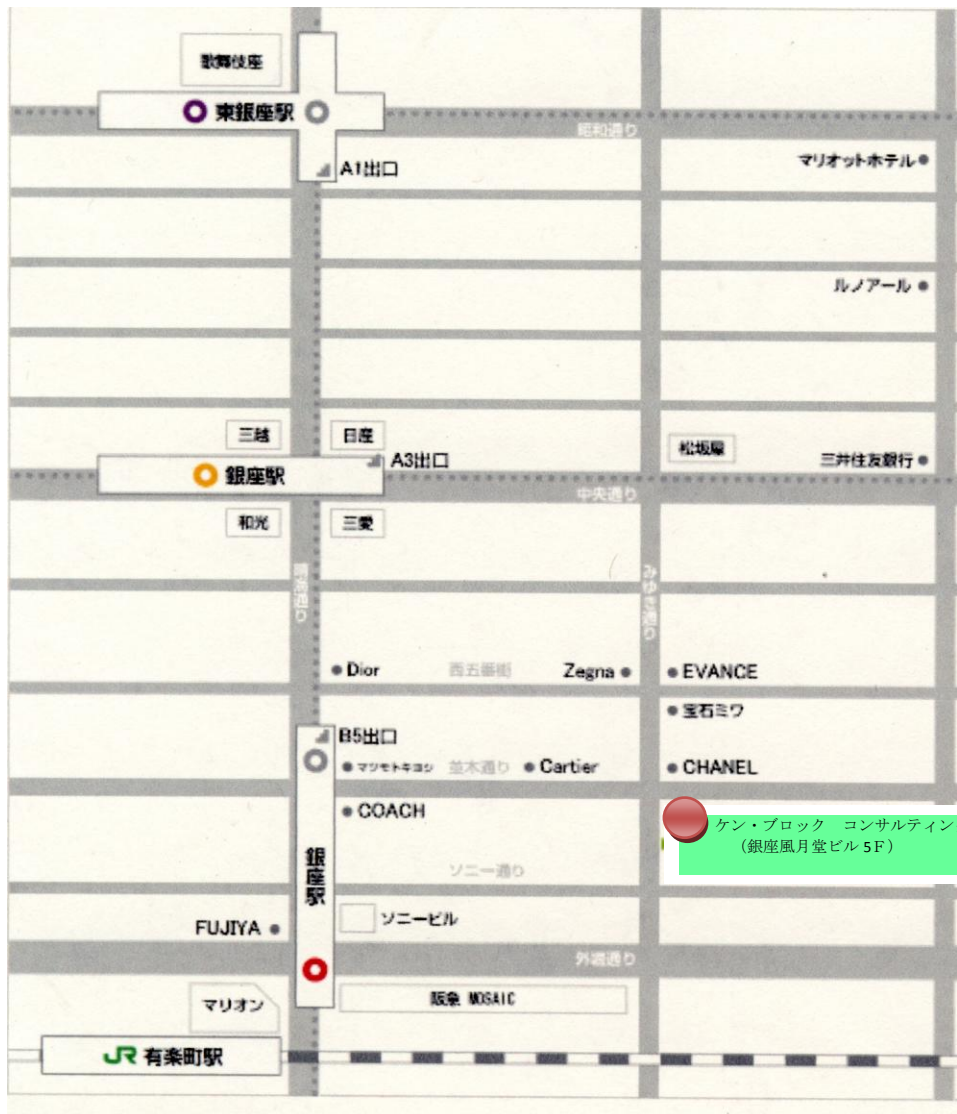 歌舞伎座
東銀座駅
昭和通り
A1出口
マリオットホテル
ルノアール
三越
日産
松坂屋
A3出口
三井住友銀行
銀座駅
中央通り
和光
三愛
晴海通り
みゆき通り
Dior
西五番街
Zegna
EVANCE
宝石ミワ
B5出口
マツモトキヨシ
並木通り
Cartier
CHANEL
COACH
ケン・ブロック コンサルティン
(銀座風月堂ビル5F)
銀座駅
ソニー通り
ソニービル
FUJIYA
外堀通り
マリオン
阪急 MOSAIC
JR 有楽町駅